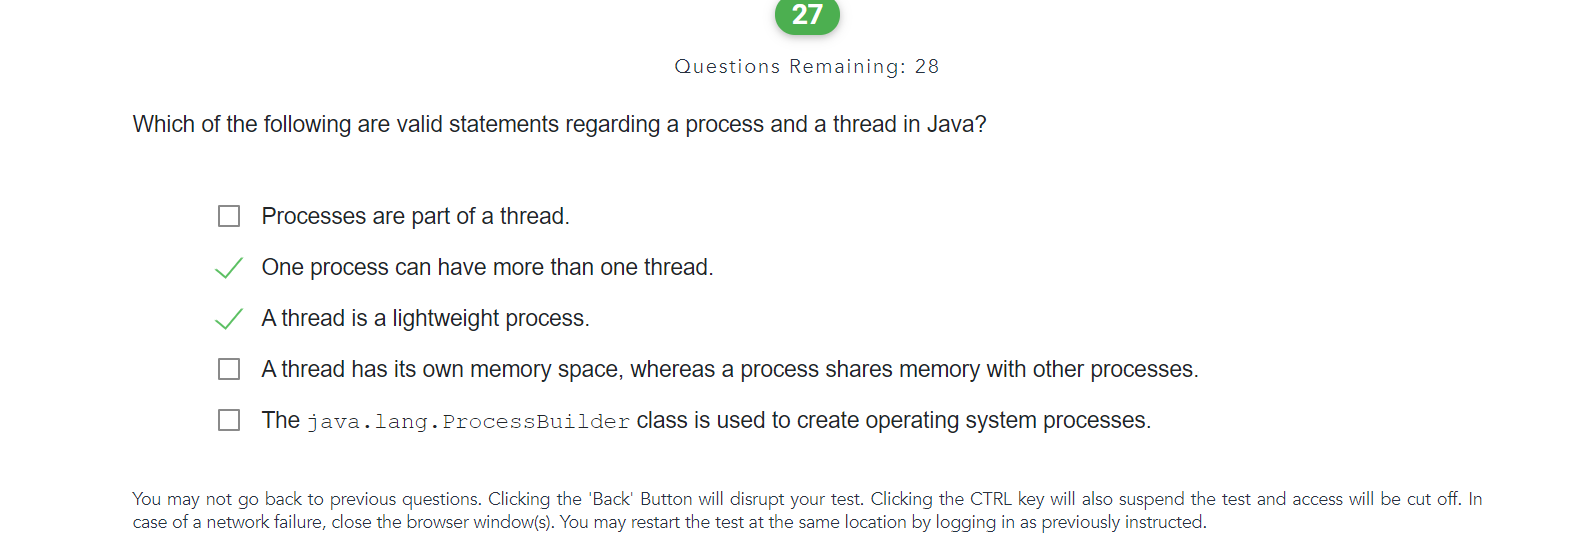 27
Questions Remaining: 28
Which of the following are valid statements regarding a process and a thread in Java?
Processes are part of a thread.
One process can have more than one thread.
A thread is a lightweight process.
A thread has its own memory space, whereas a process shares memory with other processes.
The java.lang.ProcessBuilder class is used to create operating system processes.
You may not go back to previous questions. Clicking the 'Back' Button will disrupt your test. Clicking the CTRL key will also suspend the test and access will be cut off. In
case of a network failure, close the browser window(s). You may restart the test at the same location by logging in as previously instructed.